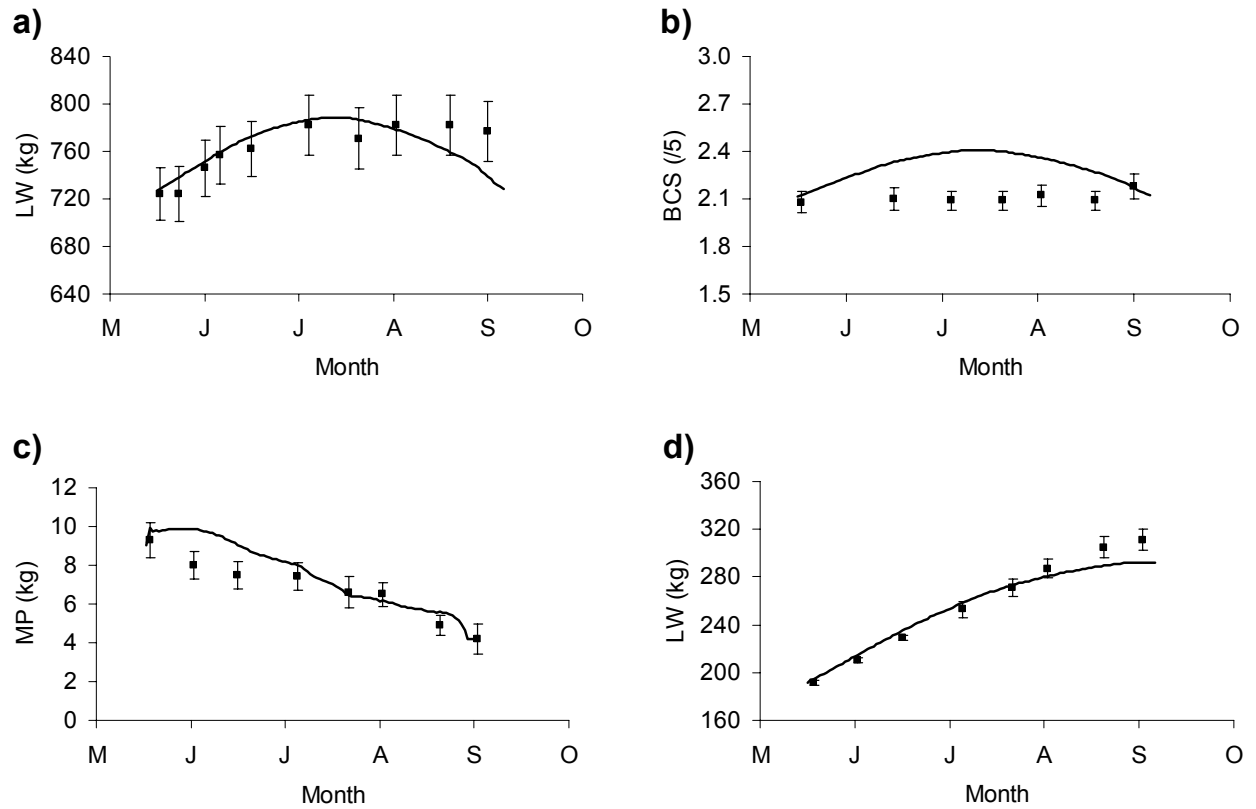 a)
840
800
760
720
680
640
LW (kg)
M J J A S O
Month
b)
3.0
2.7
2.4
2.1
1.8
1.5
BCS (/5)
M J J A S O
Month
c)
12
10
8
6
4
2
0
MP (kg)
M J J A S O
Month
d)
360
320
280
240
200
160
LW (kg)
M J J A S O
Month